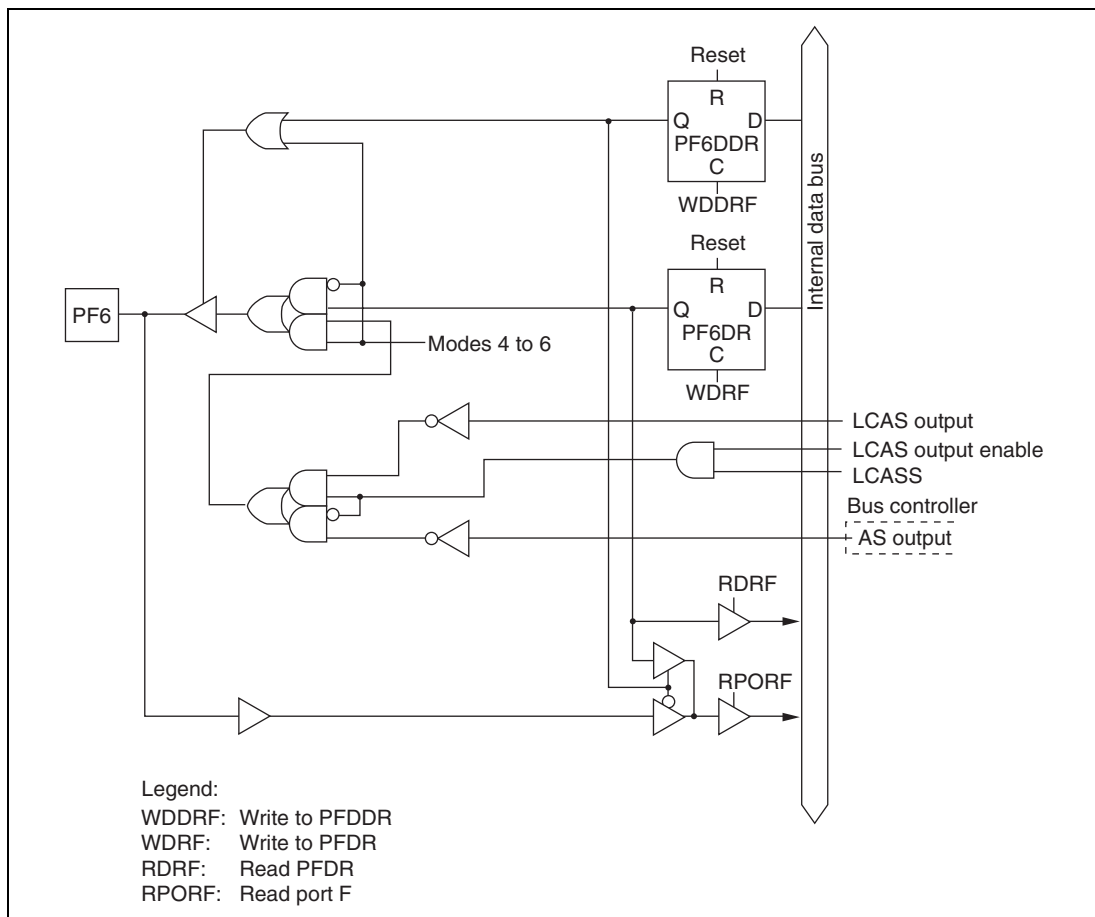 Reset
R
Q D
PF6DDR
C
WDDRF
Reset
R
Q D
PF6DR
C
WDRF
Internal data bus
PF6
Modes 4 to 6
LCAS output
LCAS output enable
LCASS
Bus controller
AS output
RDRF
RPORF
Legend:
WDDRF: Write to PFDDR
WDRF: Write to PFDR
RDRF: Read PFDR
RPORF: Read port F